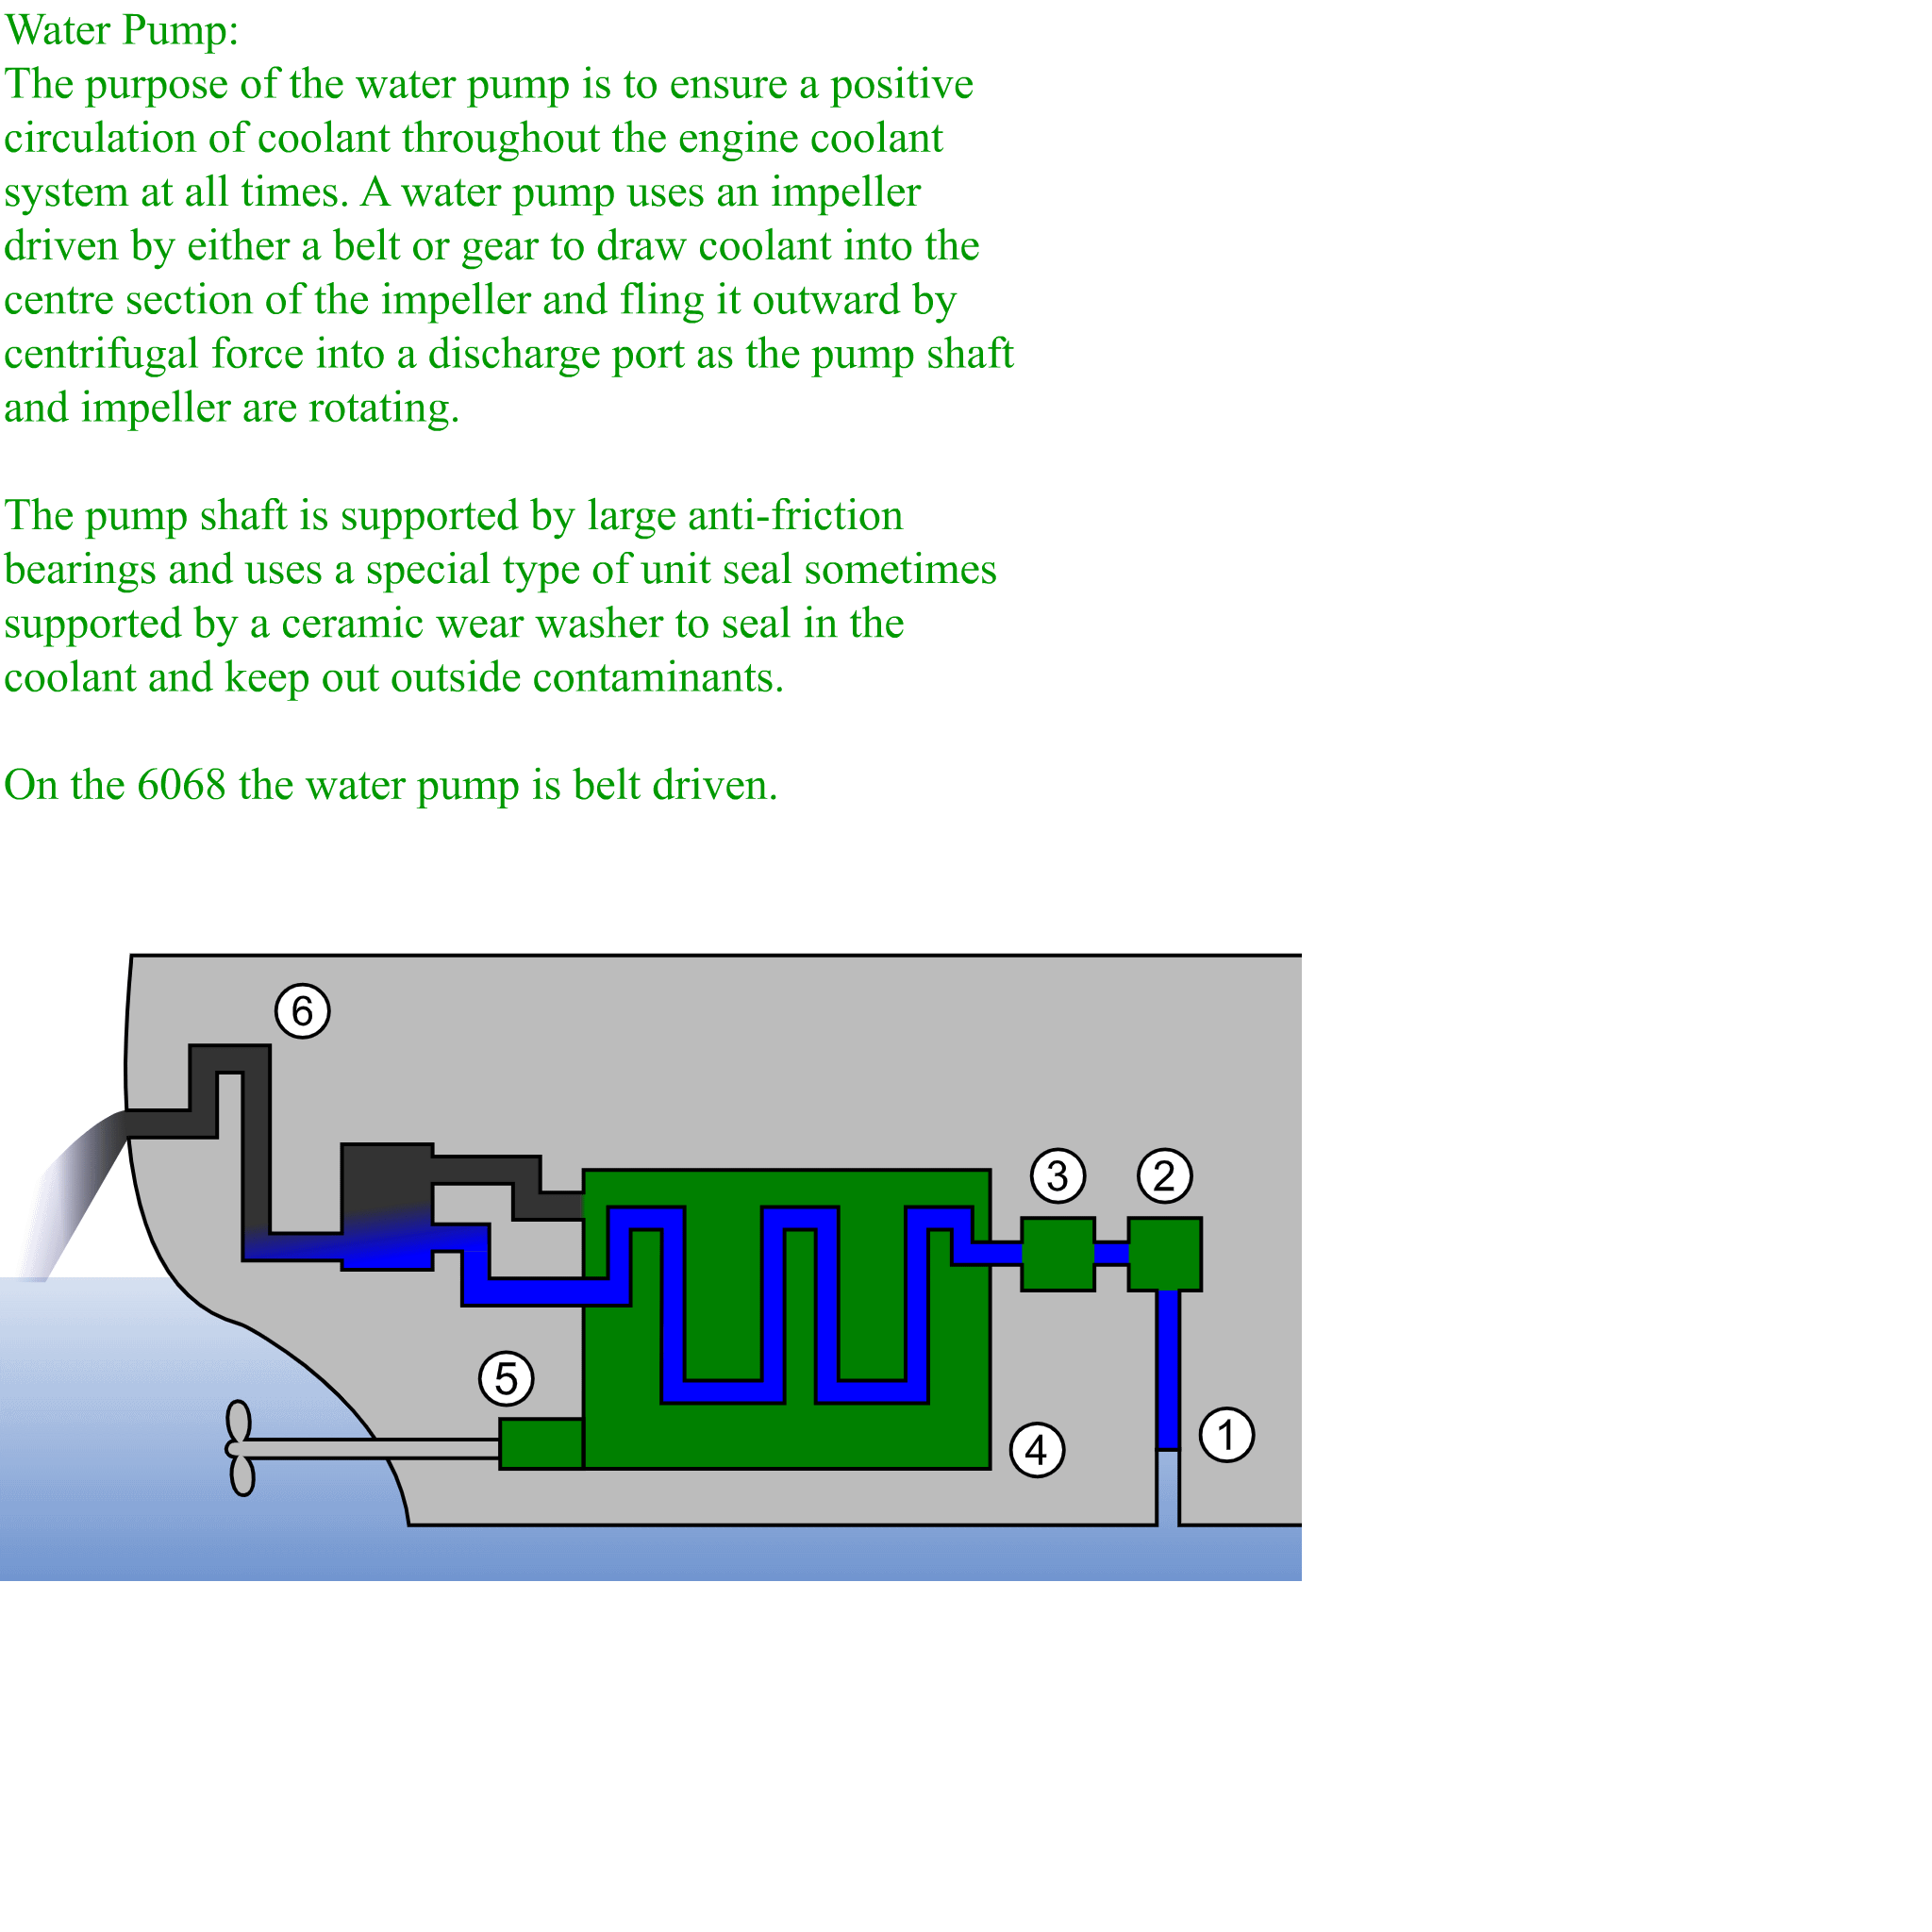 Water Pump:
The purpose of the water pump is to ensure a positive
circulation of coolant throughout the engine coolant
system at all times. A water pump uses an impeller
driven by either a belt or gear to draw coolant into the
centre section of the impeller and fling it outward by
centrifugal force into a discharge port as the pump shaft
and impeller are rotating.
The pump shaft is supported by large anti-friction
bearings and uses a special type of unit seal sometimes
supported by a ceramic wear washer to seal in the
coolant and keep out outside contaminants.
On the 6068 the water pump is belt driven.
6
3
2
5
1
4